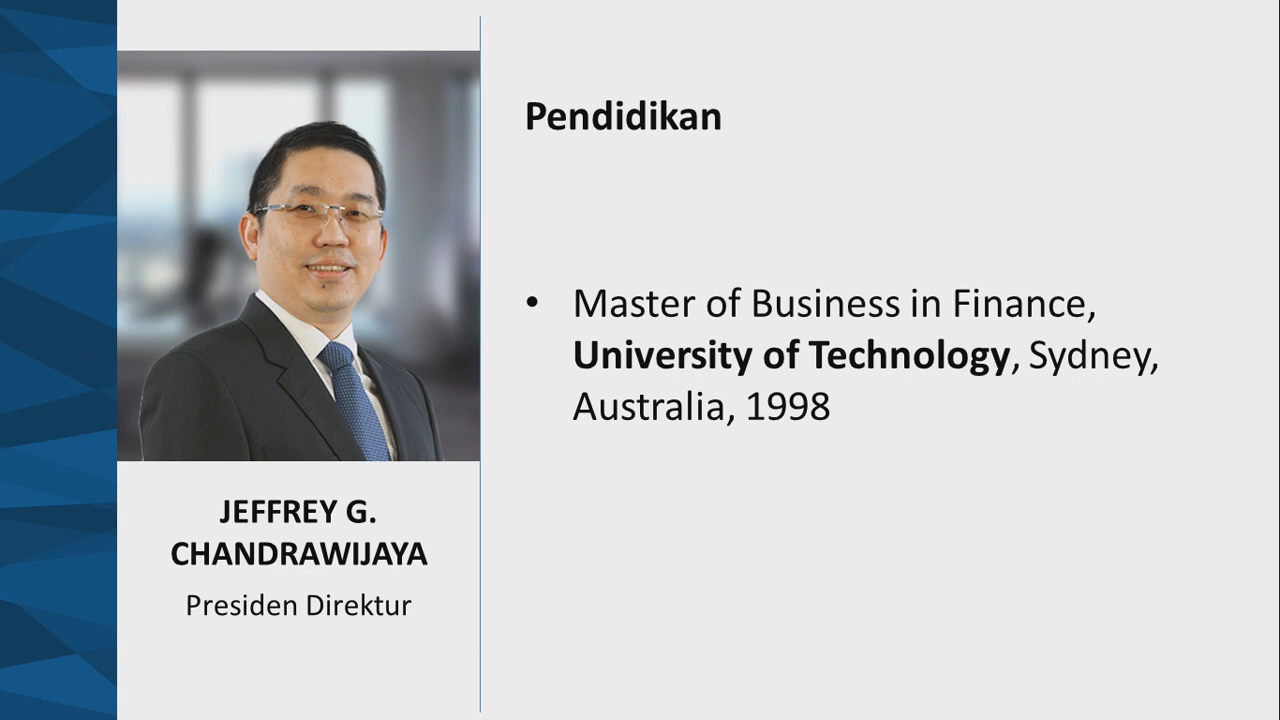 Pendidikan
• Master of Business in Finance,
University of Technology, Sydney,
Australia, 1998
JEFFREY G.
CHANDRAWIJAYA
Presiden Direktur